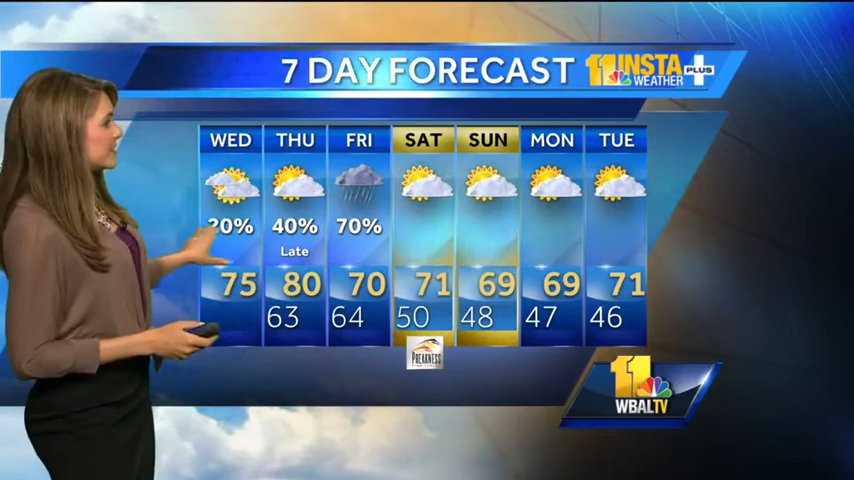 7 DAY FORECAST
11 INSTA WEATHER PLUS
WED THU FRI SAT SUN MON TUE
20% 40% 70%
Late
75 80 70 71 69 69 71
63 64 50 48 47 46
PREAKNESS
11
WBALTV